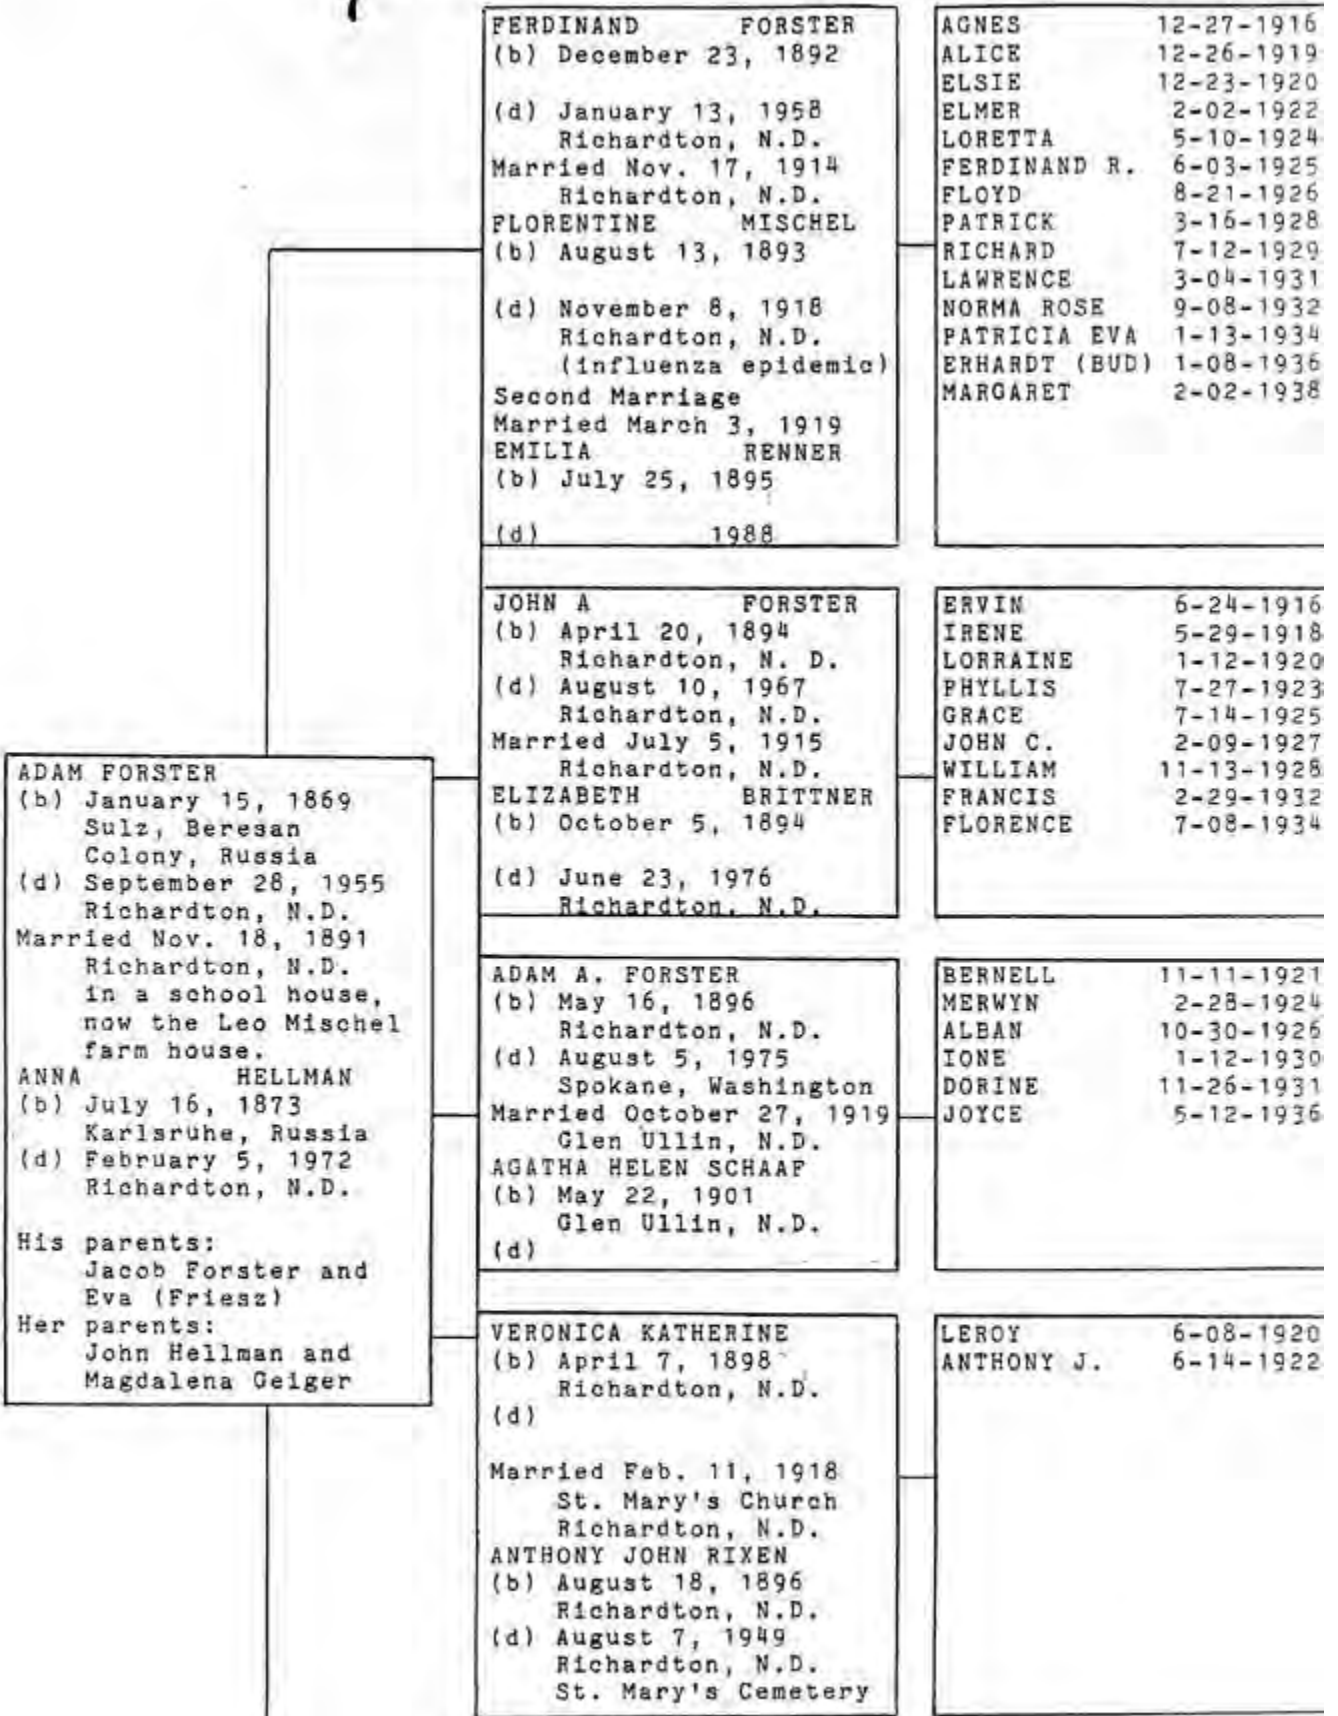 FERDINAND FORSTER
(b) December 23, 1892
(d) January 13, 1958
Richardton, N.D.
Married Nov. 17, 1914
Richardton, N.D.
FLORENTINE MISCHEL
(b) August 13, 1893
(d) November 8, 1918
Richardton, N.D.
(influenza epidemic)
Second Marriage
Married March 3, 1919
EMILIA RENNER
(b) July 25, 1895
(d) 1988
AGNES 12-27-1916
ALICE 12-26-1919
ELSIE 12-23-1920
ELMER 2-02-1922
LORETTA 5-10-1924
FERDINAND R. 6-03-1925
FLOYD 8-21-1926
PATRICK 3-16-1928
RICHARD 7-12-1929
LAWRENCE 3-04-1931
NORMA ROSE 9-08-1932
PATRICIA EVA 1-13-1934
ERHARDT (BUD) 1-08-1936
MARGARET 2-02-1938
JOHN A FORSTER
(b) April 20, 1894
Richardton, N. D.
(d) August 10, 1967
Richardton, N.D.
Married July 5, 1915
Richardton, N.D.
ELIZABETH BRITTNER
(b) October 5, 1894
(d) June 23, 1976
Richardton, N.D.
ERVIN 6-24-1916
IRENE 5-29-1918
LORRAINE 1-12-1920
PHYLLIS 7-27-1923
GRACE 7-14-1925
JOHN C. 2-09-1927
WILLIAM 11-13-1928
FRANCIS 2-29-1932
FLORENCE 7-08-1934
ADAM FORSTER
(b) January 15, 1869
Sulz, Beresan
Colony, Russia
(d) September 28, 1955
Richardton, N.D.
Married Nov. 18, 1891
Richardton, N.D.
in a school house,
now the Leo Mischel
farm house.
ANNA HELLMAN
(b) July 16, 1873
Karlsruhe, Russia
(d) February 5, 1972
Richardton, N.D.
His parents:
Jacob Forster and
Eva (Friesz)
Her parents:
John Hellman and
Magdalena Geiger
ADAM A. FORSTER
(b) May 16, 1896
Richardton, N.D.
(d) August 5, 1975
Spokane, Washington
Married October 27, 1919
Glen Ullin, N.D.
AGATHA HELEN SCHAAF
(b) May 22, 1901
Glen Ullin, N.D.
(d)
BERNELL 11-11-1921
MERWYN 2-28-1924
ALBAN 10-30-1926
IONE 1-12-1930
DORINE 11-26-1931
JOYCE 5-12-1936
VERONICA KATHERINE
(b) April 7, 1898
Richardton, N.D.
(d)
Married Feb. 11, 1918
St. Mary's Church
Richardton, N.D.
ANTHONY JOHN RIXEN
(b) August 18, 1896
Richardton, N.D.
(d) August 7, 1949
Richardton, N.D.
St. Mary's Cemetery
LEROY 6-08-1920
ANTHONY J. 6-14-1922